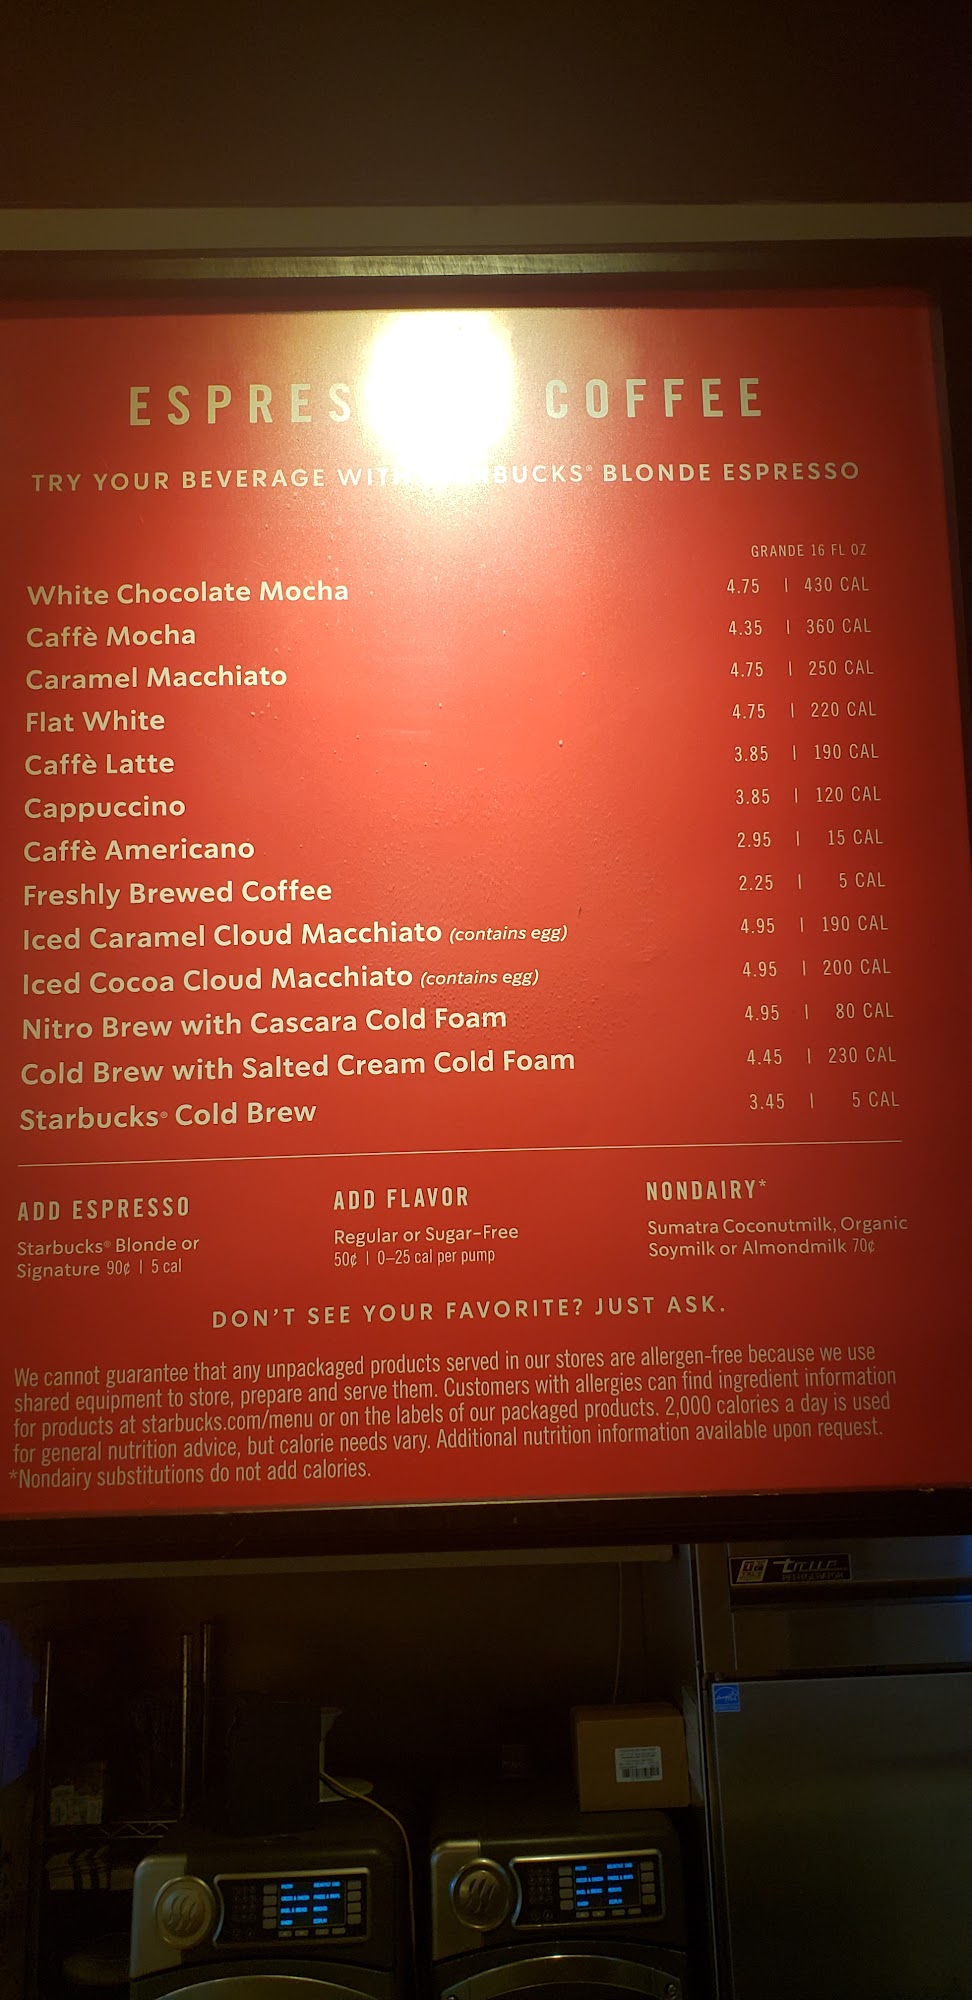 ESPRES COFFEE
TRY YOUR BEVERAGE WIT BUCKS® BLONDE ESPRESSO
GRANDE 16 FL OZ
White Chocolate Mocha 4.75 | 430 CAL
Caffè Mocha 4.35 | 360 CAL
Caramel Macchiato 4.75 | 250 CAL
Flat White 4.75 | 220 CAL
Caffè Latte 3.85 | 190 CAL
Cappuccino 3.85 | 120 CAL
Caffè Americano 2.95 | 15 CAL
Freshly Brewed Coffee 2.25 | 5 CAL
Iced Caramel Cloud Macchiato (contains egg) 4.95 | 190 CAL
Iced Cocoa Cloud Macchiato (contains egg) 4.95 | 200 CAL
Nitro Brew with Cascara Cold Foam 4.95 | 80 CAL
Cold Brew with Salted Cream Cold Foam 4.45 | 230 CAL
Starbucks® Cold Brew 3.45 | 5 CAL
ADD ESPRESSO
Starbucks® Blonde or
Signature 90¢ | 5 cal
ADD FLAVOR
Regular or Sugar-Free
50¢ | 0–25 cal per pump
NONDAIRY*
Sumatra Coconutmilk, Organic
Soymilk or Almondmilk 70¢
DON'T SEE YOUR FAVORITE? JUST ASK.
We cannot guarantee that any unpackaged products served in our stores are allergen-free because we use
shared equipment to store, prepare and serve them. Customers with allergies can find ingredient information
for products at starbucks.com/menu or on the labels of our packaged products. 2,000 calories a day is used
for general nutrition advice, but calorie needs vary. Additional nutrition information available upon request.
*Nondairy substitutions do not add calories.
true
REFRIGERATOR